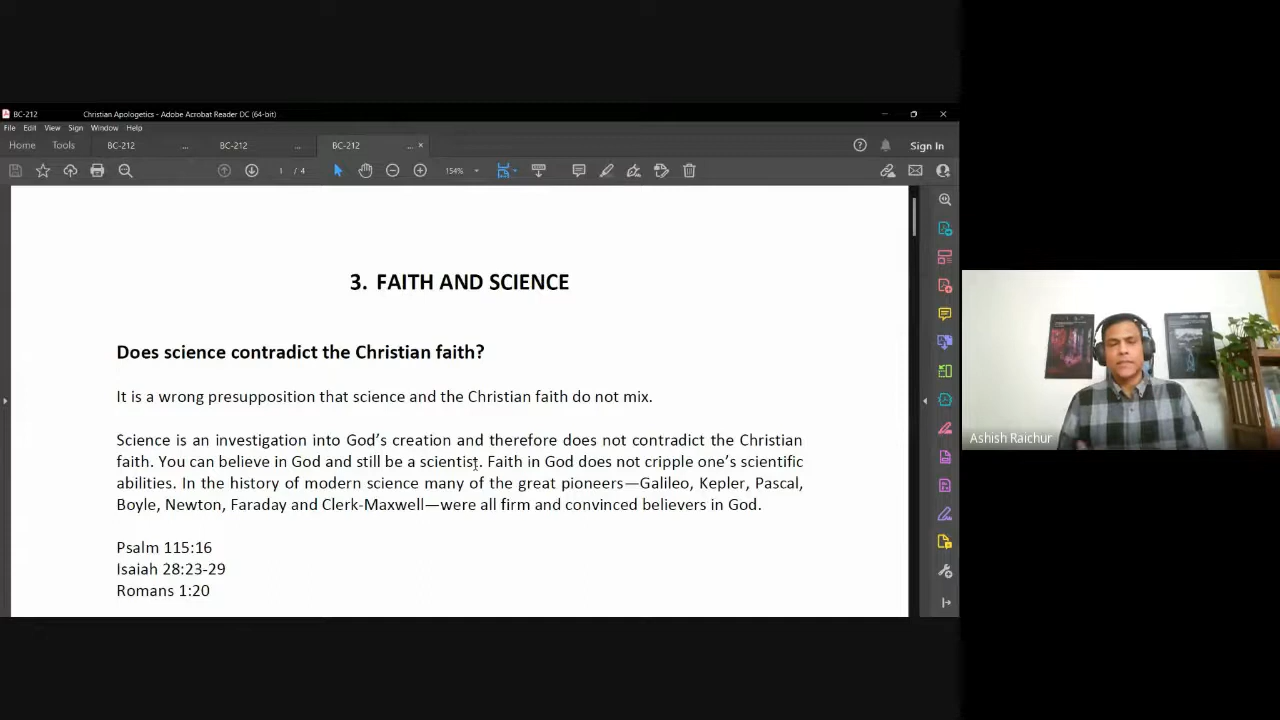 BC-212
Christian Apologetics - Adobe Acrobat Reader DC (64-bit)
File Edit View Sign Window Help
Home Tools BC-212 ... BC-212 ... BC-212 ... ×
Sign In
1 / 4
154%
3. FAITH AND SCIENCE
Does science contradict the Christian faith?
It is a wrong presupposition that science and the Christian faith do not mix.
Science is an investigation into God’s creation and therefore does not contradict the Christian
faith. You can believe in God and still be a scientist. Faith in God does not cripple one’s scientific
abilities. In the history of modern science many of the great pioneers—Galileo, Kepler, Pascal,
Boyle, Newton, Faraday and Clerk-Maxwell—were all firm and convinced believers in God.
Psalm 115:16
Isaiah 28:23-29
Romans 1:20
Ashish Raichur